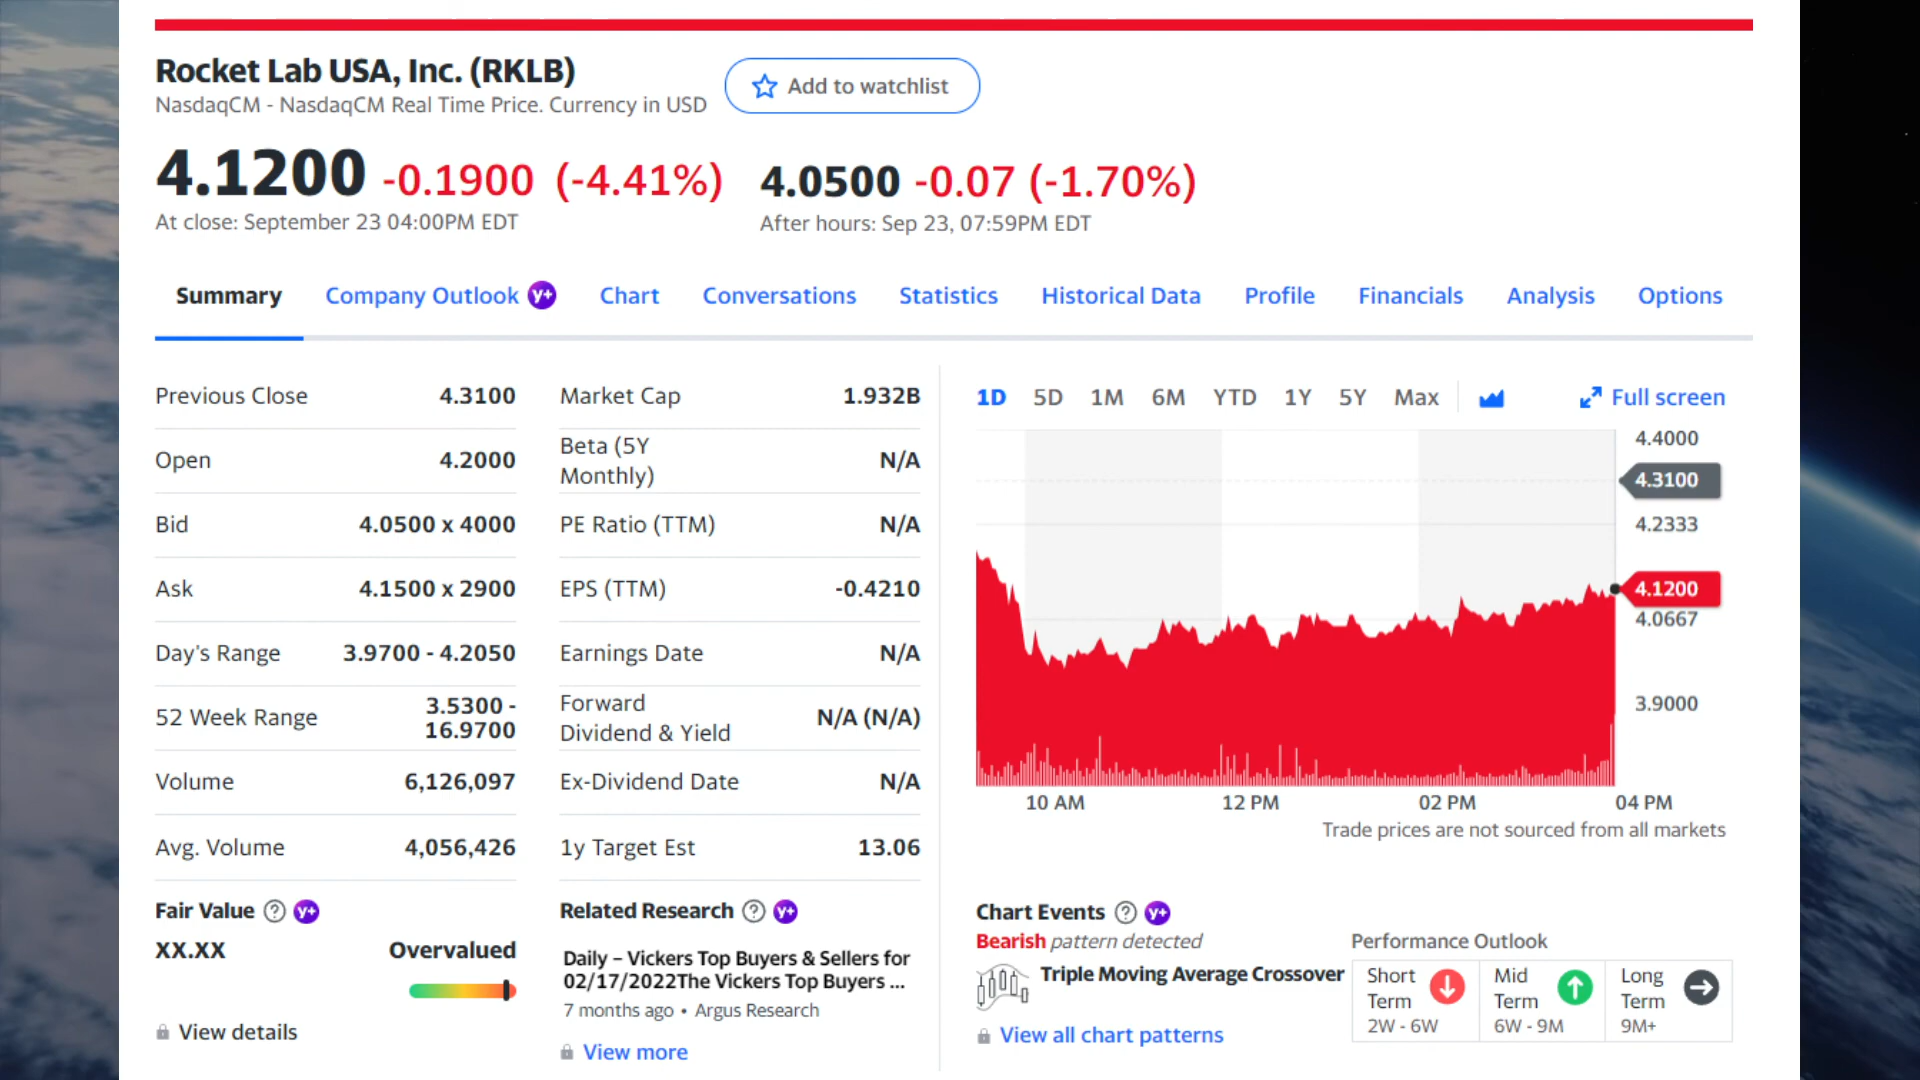 Rocket Lab USA, Inc. (RKLB)
Add to watchlist
NasdaqCM - NasdaqCM Real Time Price. Currency in USD
4.1200 -0.1900 (-4.41%)
At close: September 23 04:00PM EDT
4.0500 -0.07 (-1.70%)
After hours: Sep 23, 07:59PM EDT
Summary Company Outlook y+ Chart Conversations Statistics Historical Data Profile Financials Analysis Options
Previous Close 4.3100
Open 4.2000
Bid 4.0500 x 4000
Ask 4.1500 x 2900
Day's Range 3.9700 - 4.2050
52 Week Range 3.5300 -
16.9700
Volume 6,126,097
Avg. Volume 4,056,426
Market Cap 1.932B
Beta (5Y
Monthly) N/A
PE Ratio (TTM) N/A
EPS (TTM) -0.4210
Earnings Date N/A
Forward
Dividend & Yield N/A (N/A)
Ex-Dividend Date N/A
1y Target Est 13.06
1D 5D 1M 6M YTD 1Y 5Y Max Full screen
4.4000
4.3100
4.2333
4.1200
4.0667
3.9000
10 AM 12 PM 02 PM 04 PM
Trade prices are not sourced from all markets
Fair Value ? y+
XX.XX Overvalued
View details
Related Research ? y+
Daily – Vickers Top Buyers & Sellers for
02/17/2022The Vickers Top Buyers ...
7 months ago • Argus Research
View more
Chart Events ? y+
Bearish pattern detected
Triple Moving Average Crossover
View all chart patterns
Performance Outlook
Short
Term
2W - 6W
Mid
Term
6W - 9M
Long
Term
9M+